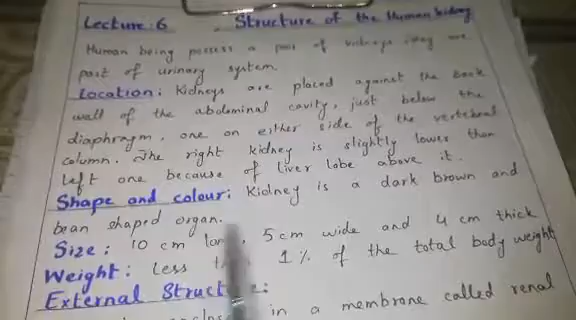 Lecture: 6 Structure of the Human kidney
Human being possess a pair of kidneys they are
part of urinary system
Location: Kidneys are placed against the back
wall of the abdominal cavity, just below the
diaphragm, one on either side of the vertebral
column. The right kidney is slightly lower than
left one because of liver lobe above it.
Shape and colour: Kidney is a dark brown and
bean shaped organ.
Size: 10 cm 5 cm wide and 4 cm thick
Weight: Less 1% of the total body weight
External Structure:
in a membrane called renal